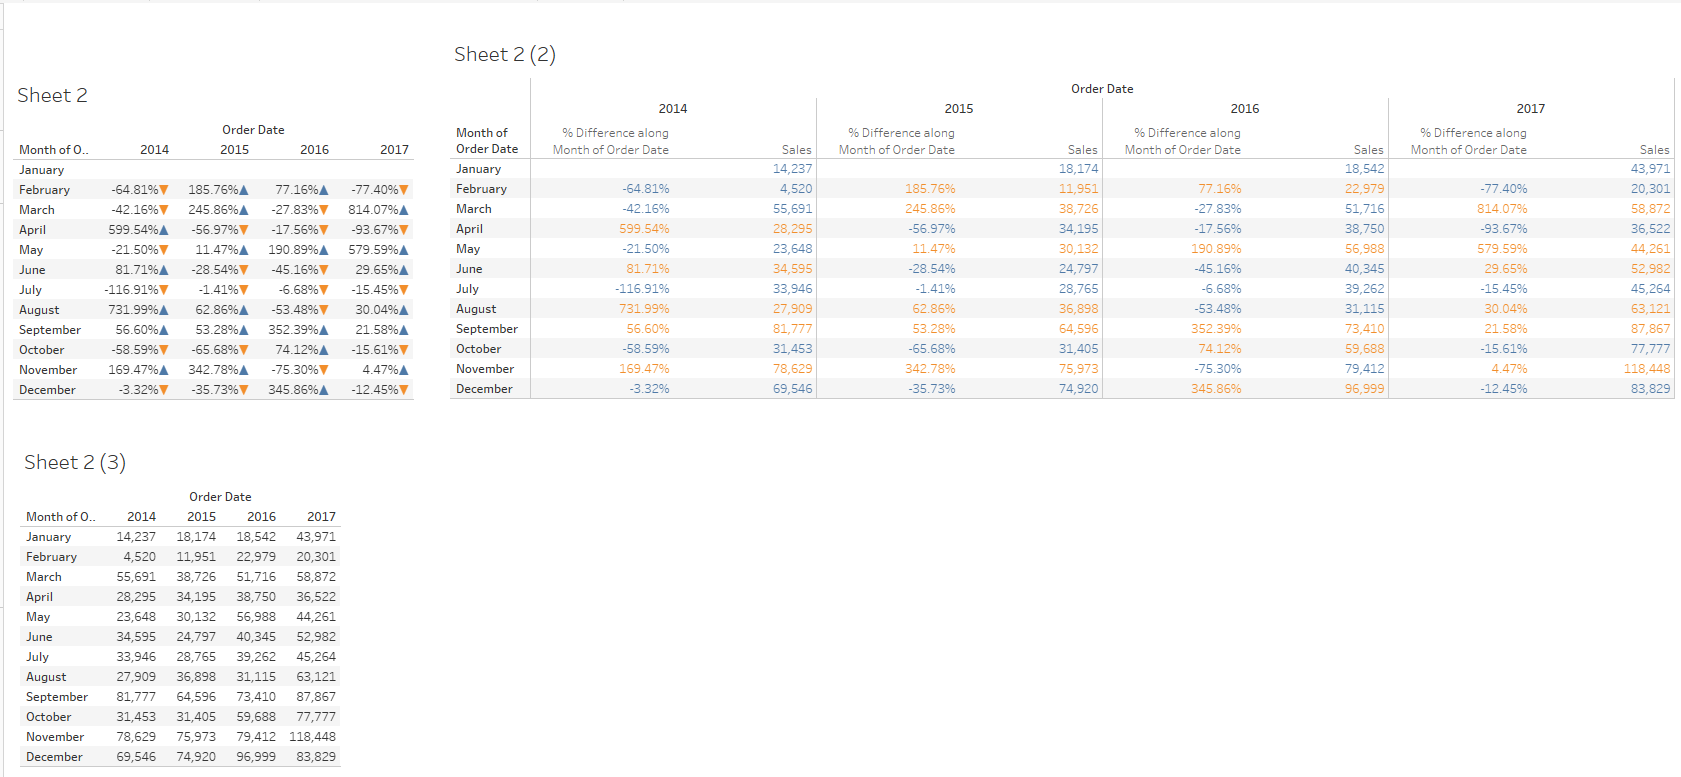 Sheet 2
Order Date
Month of O.. 2014 2015 2016 2017
January
February -64.81%▼ 185.76%▲ 77.16%▲ -77.40%▼
March -42.16%▼ 245.86%▲ -27.83%▼ 814.07%▲
April 599.54%▲ -56.97%▼ -17.56%▼ -93.67%▼
May -21.50%▼ 11.47%▲ 190.89%▲ 579.59%▲
June 81.71%▲ -28.54%▼ -45.16%▼ 29.65%▲
July -116.91%▼ -1.41%▼ -6.68%▼ -15.45%▼
August 731.99%▲ 62.86%▲ -53.48%▼ 30.04%▲
September 56.60%▲ 53.28%▲ 352.39%▲ 21.58%▲
October -58.59%▼ -65.68%▼ 74.12%▲ -15.61%▼
November 169.47%▲ 342.78%▲ -75.30%▼ 4.47%▲
December -3.32%▼ -35.73%▼ 345.86%▲ -12.45%▼
Sheet 2 (2)
Order Date
2014 2015 2016 2017
Month of % Difference along % Difference along % Difference along % Difference along
Order Date Month of Order Date Sales Month of Order Date Sales Month of Order Date Sales Month of Order Date Sales
January 14,237 18,174 18,542 43,971
February -64.81% 4,520 185.76% 11,951 77.16% 22,979 -77.40% 20,301
March -42.16% 55,691 245.86% 38,726 -27.83% 51,716 814.07% 58,872
April 599.54% 28,295 -56.97% 34,195 -17.56% 38,750 -93.67% 36,522
May -21.50% 23,648 11.47% 30,132 190.89% 56,988 579.59% 44,261
June 81.71% 34,595 -28.54% 24,797 -45.16% 40,345 29.65% 52,982
July -116.91% 33,946 -1.41% 28,765 -6.68% 39,262 -15.45% 45,264
August 731.99% 27,909 62.86% 36,898 -53.48% 31,115 30.04% 63,121
September 56.60% 81,777 53.28% 64,596 352.39% 73,410 21.58% 87,867
October -58.59% 31,453 -65.68% 31,405 74.12% 59,688 -15.61% 77,777
November 169.47% 78,629 342.78% 75,973 -75.30% 79,412 4.47% 118,448
December -3.32% 69,546 -35.73% 74,920 345.86% 96,999 -12.45% 83,829
Sheet 2 (3)
Order Date
Month of O.. 2014 2015 2016 2017
January 14,237 18,174 18,542 43,971
February 4,520 11,951 22,979 20,301
March 55,691 38,726 51,716 58,872
April 28,295 34,195 38,750 36,522
May 23,648 30,132 56,988 44,261
June 34,595 24,797 40,345 52,982
July 33,946 28,765 39,262 45,264
August 27,909 36,898 31,115 63,121
September 81,777 64,596 73,410 87,867
October 31,453 31,405 59,688 77,777
November 78,629 75,973 79,412 118,448
December 69,546 74,920 96,999 83,829